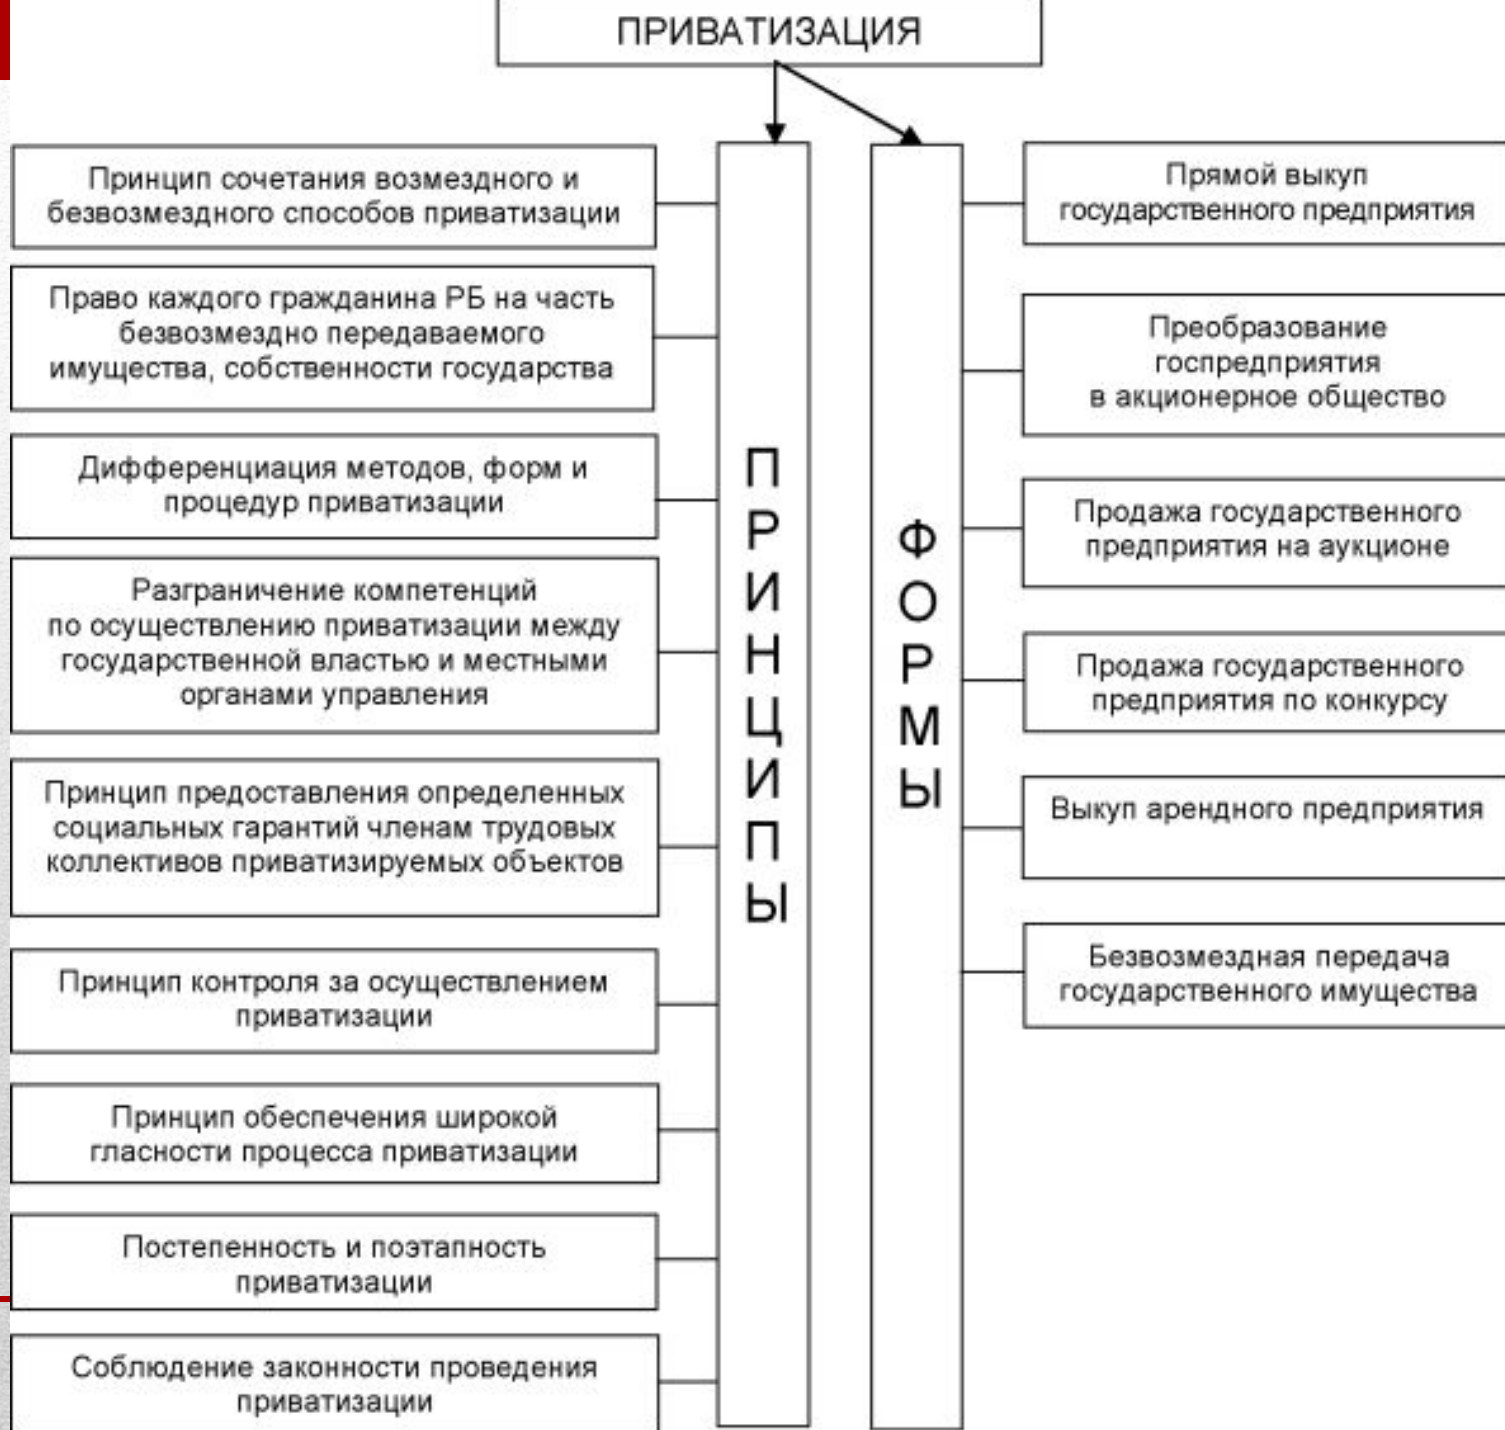 ПРИВАТИЗАЦИЯ
Принцип сочетания возмездного и
безвозмездного способов приватизации
Право каждого гражданина РБ на часть
безвозмездно передаваемого
имущества, собственности государства
Дифференциация методов, форм и
процедур приватизации
Разграничение компетенций
по осуществлению приватизации между
государственной властью и местными
органами управления
Принцип предоставления определенных
социальных гарантий членам трудовых
коллективов приватизируемых объектов
Принцип контроля за осуществлением
приватизации
Принцип обеспечения широкой
гласности процесса приватизации
Постепенность и поэтапность
приватизации
Соблюдение законности проведения
приватизации
ПРИНЦИПЫ
ФОРМЫ
Прямой выкуп
государственного предприятия
Преобразование
госпредприятия
в акционерное общество
Продажа государственного
предприятия на аукционе
Продажа государственного
предприятия по конкурсу
Выкуп арендного предприятия
Безвозмездная передача
государственного имущества